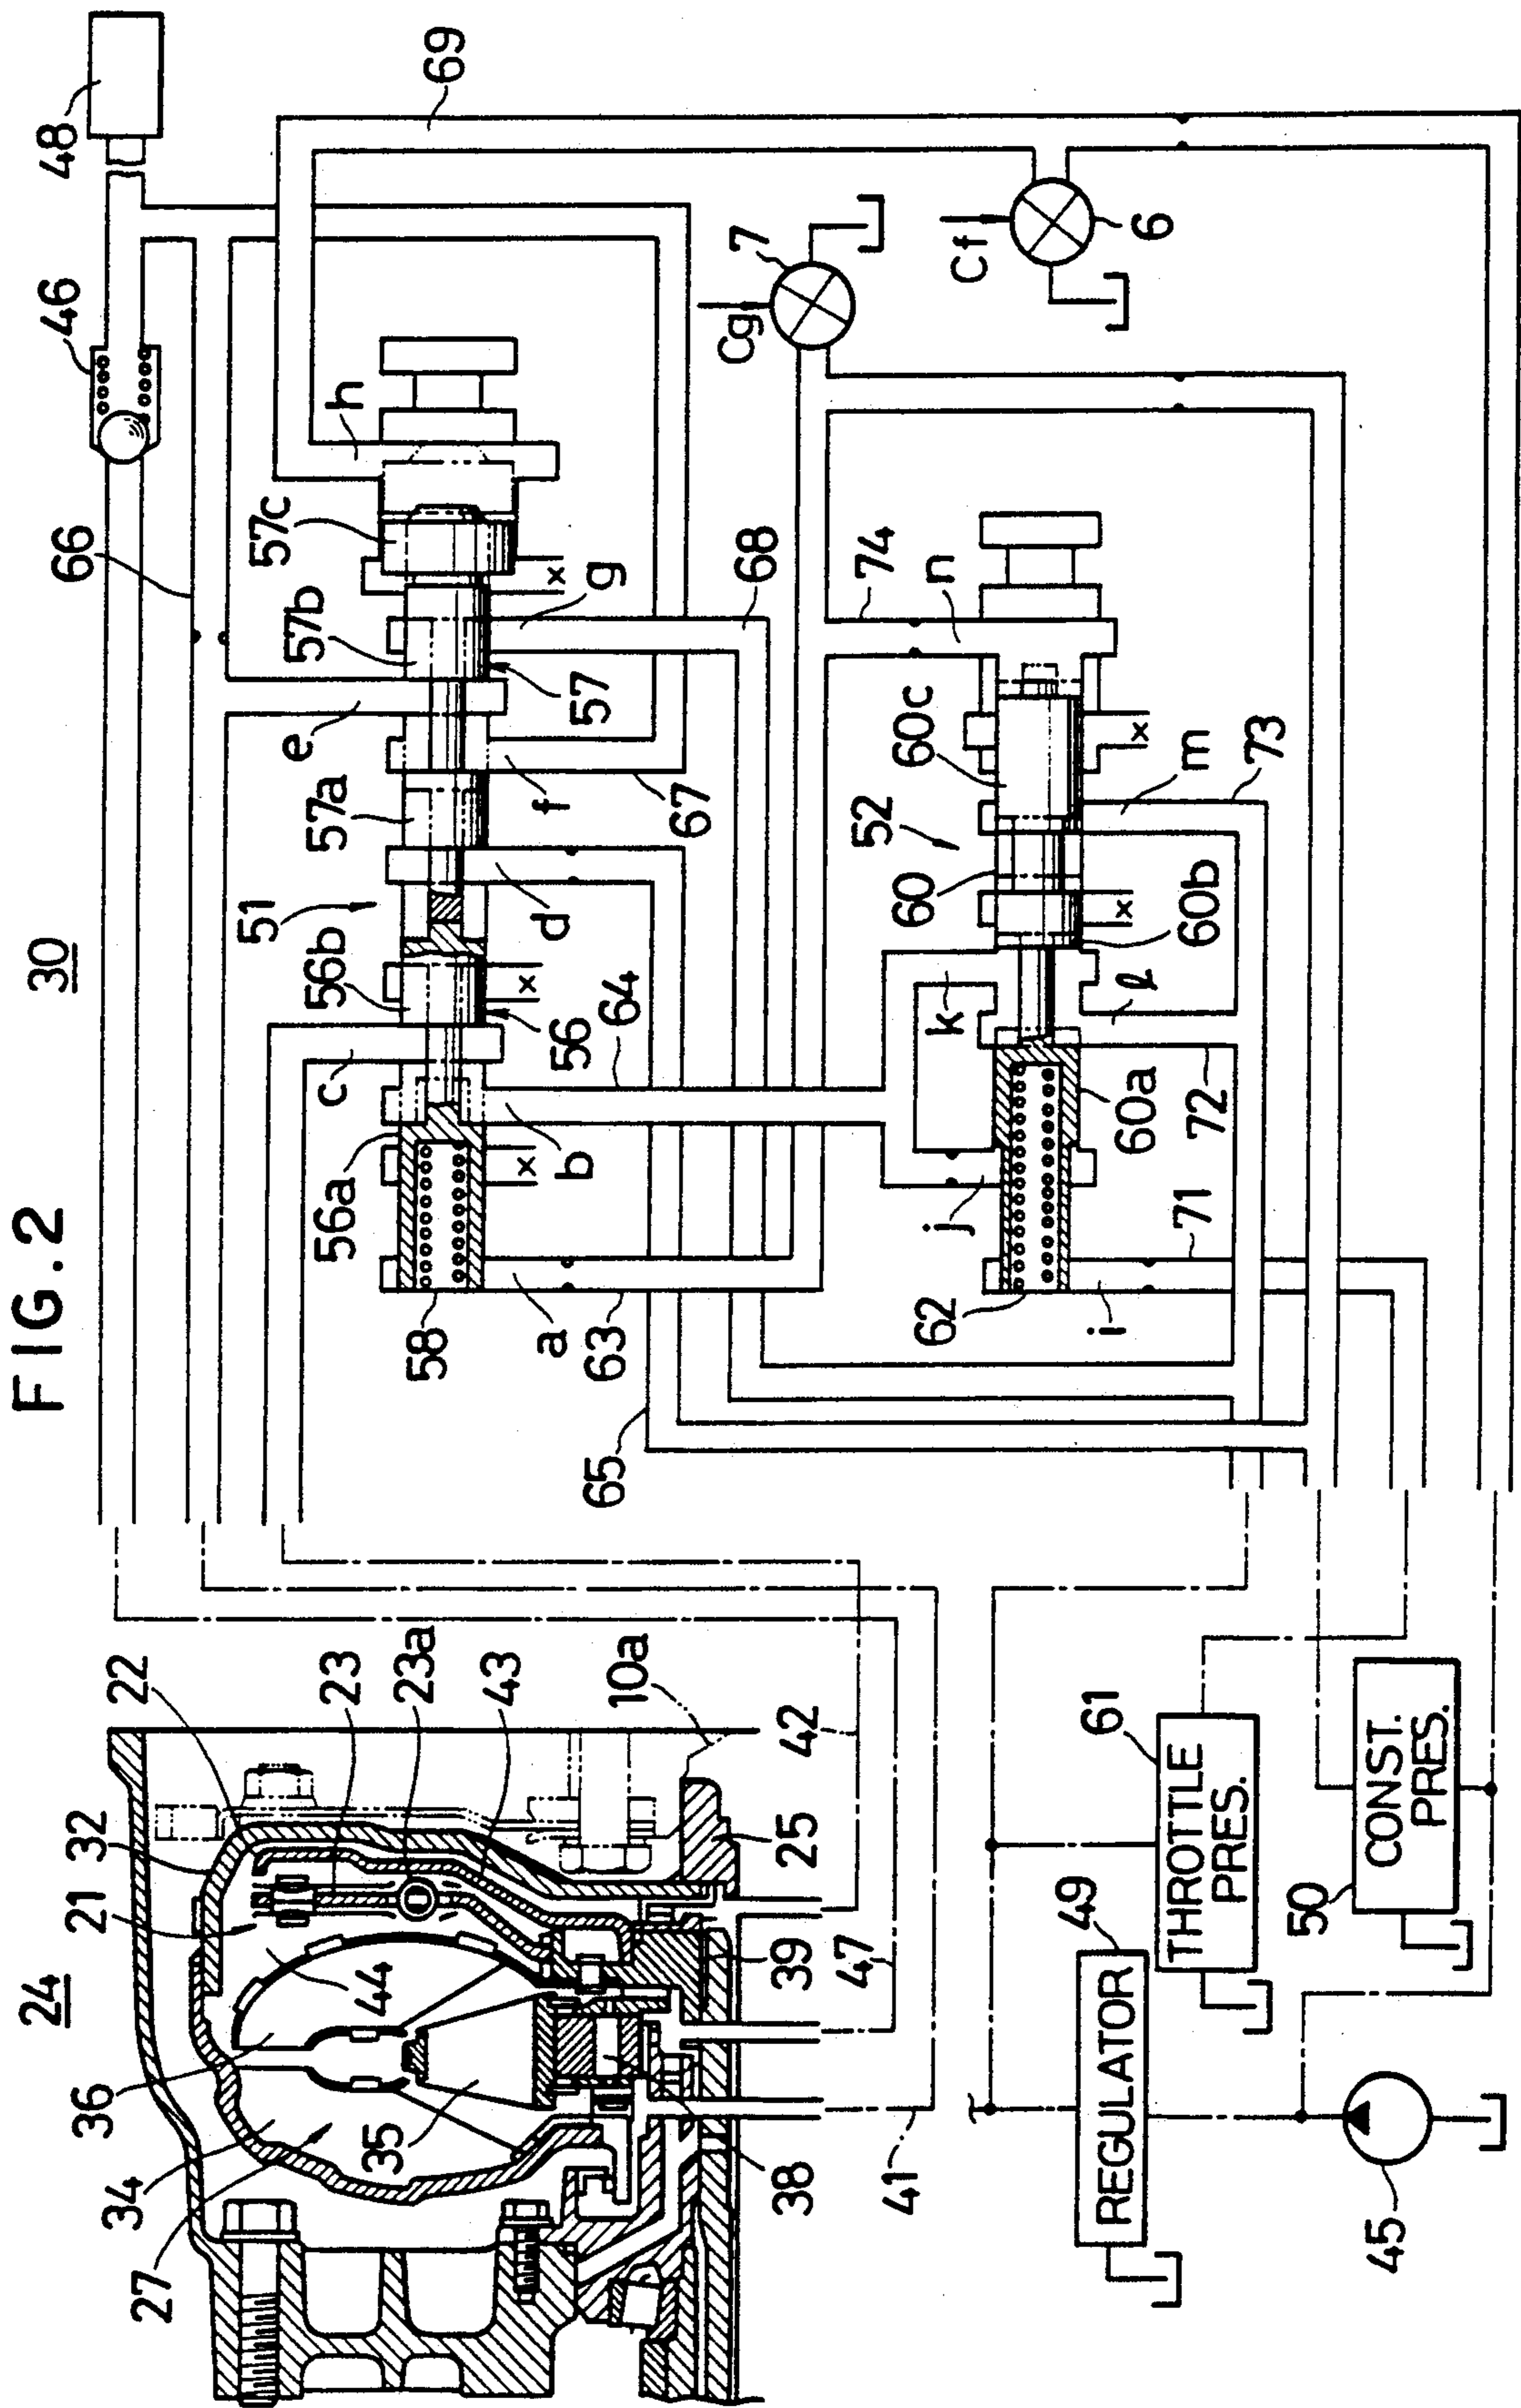 FIG.2
30
24
48
46
66
69
h
57c
57b
g
57
e
57a
f
67
68
51
d
56b
56
c
64
56a
b
58
a
63
65
7
Cg
Cf
6
74
n
60c
52
60
m
73
60b
k
ℓ
60a
72
j
71
62
i
22
32
21
23
23a
43
10a
44
36
34
27
35
25
42
39
47
38
41
61
THROTTLE
PRES.
CONST.
PRES.
50
49
REGULATOR
45
x
x
x
x
x